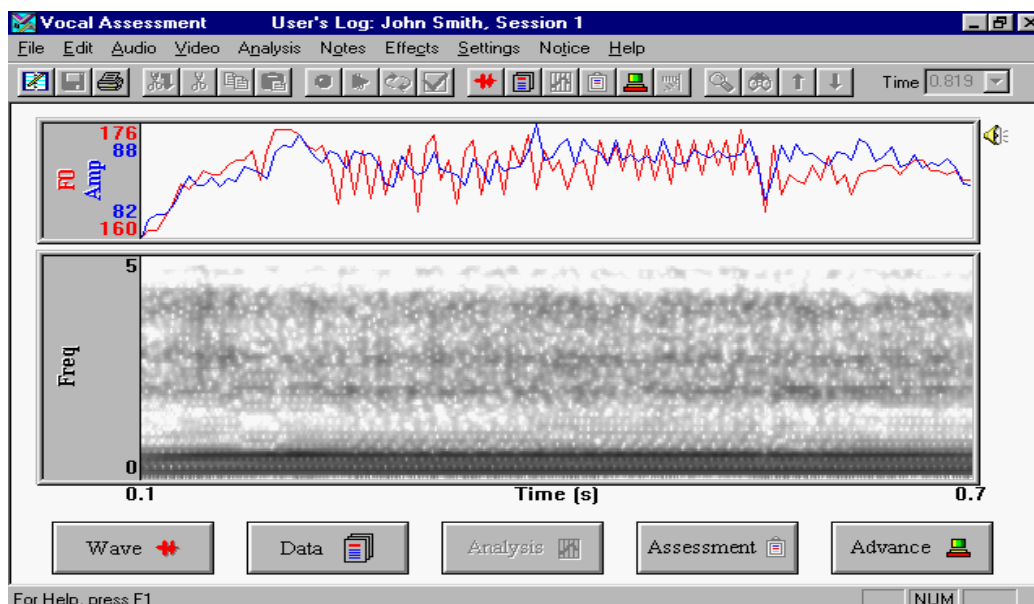 Vocal Assessment User's Log: John Smith, Session 1
File Edit Audio Video Analysis Notes Effects Settings Notice Help
Time 0.819
176
88
F0
Amp
82
160
5
Freq
0
0.1 Time (s) 0.7
Wave Data Analysis Assessment Advance
For Help, press F1 NUM